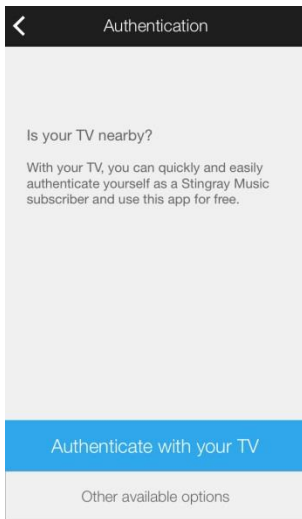 Authentication
Is your TV nearby?
With your TV, you can quickly and easily
authenticate yourself as a Stingray Music
subscriber and use this app for free.
Authenticate with your TV
Other available options